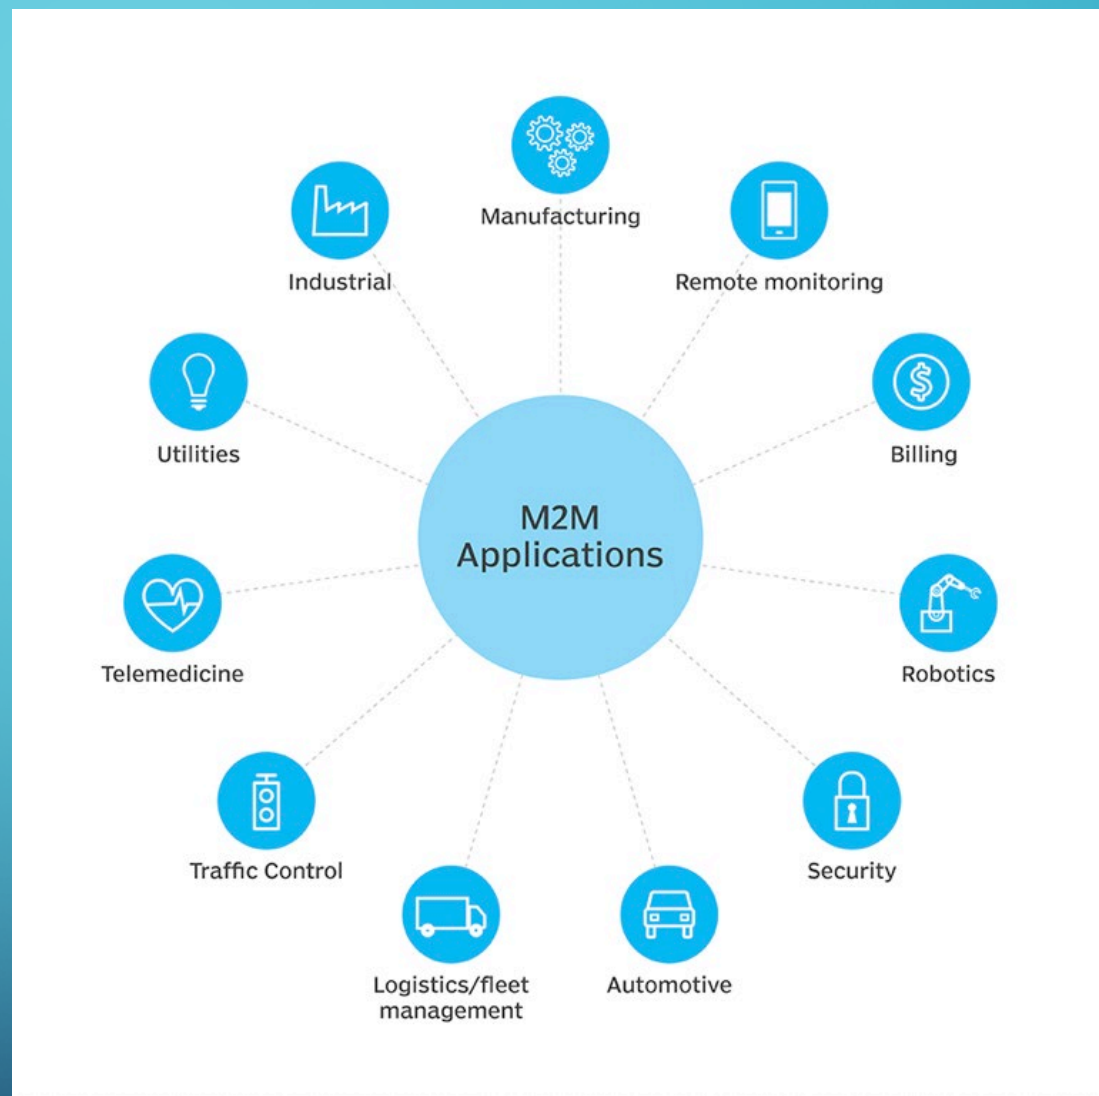 Manufacturing
Industrial
Remote monitoring
Utilities
Billing
M2M
Applications
Telemedicine
Robotics
Traffic Control
Security
Logistics/fleet
management
Automotive